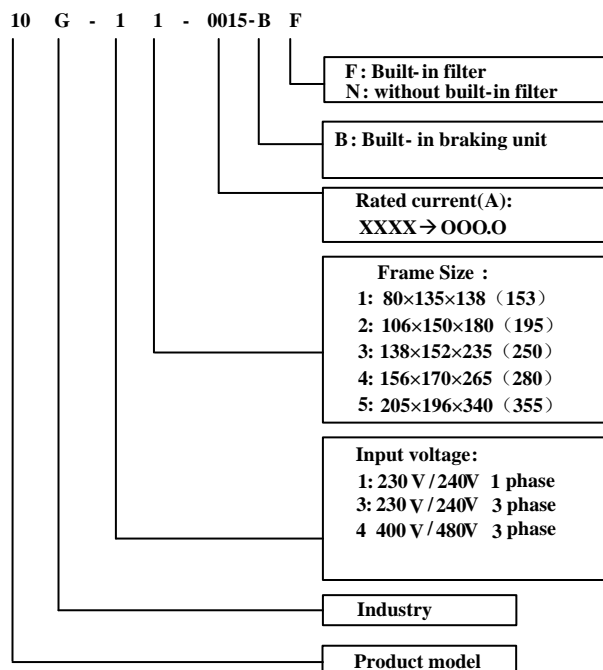 10 G - 1 1 - 0015-B F
F: Built-in filter
N: without built-in filter
B: Built- in braking unit
Rated current(A):
XXXX→OOO.O
Frame Size :
1: 80×135×138（153）
2: 106×150×180（195）
3: 138×152×235（250）
4: 156×170×265（280）
5: 205×196×340（355）
Input voltage:
1: 230 V / 240V 1 phase
3: 230 V / 240V 3 phase
4 400 V / 480V 3 phase
Industry
Product model